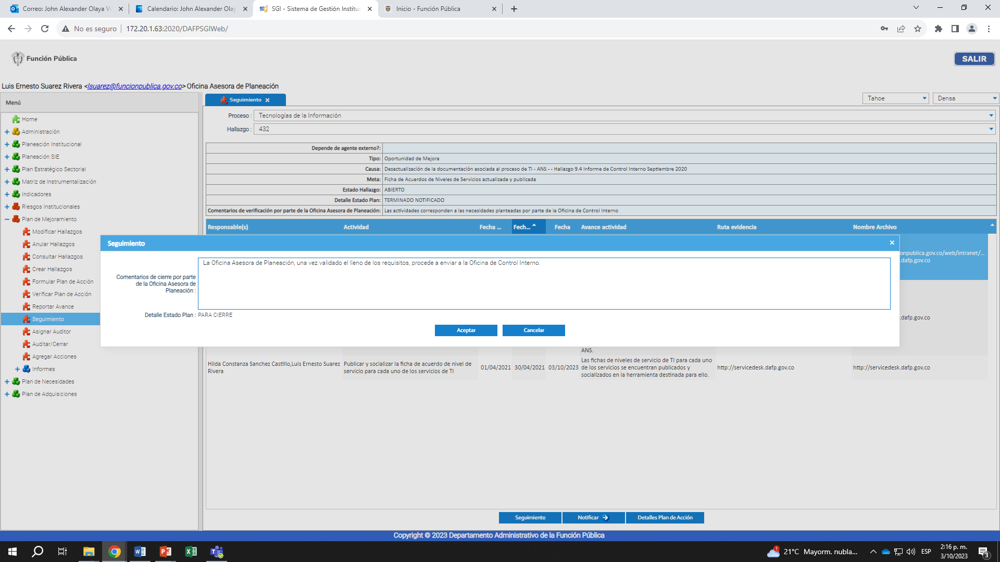 Correo: John Alexander Olaya Vi
Calendario: John Alexander Olay
SGI - Sistema de Gestión Instituc
Inicio - Función Pública
No es seguro
172.20.1.63:2020/DAFPSGIWeb/
Función Pública
SALIR
Luis Ernesto Suarez Rivera <lsuarez@funcionpublica.gov.co> Oficina Asesora de Planeación
Menú
Home
Administración
Planeación Institucional
Planeación SIE
Plan Estratégico Sectorial
Matriz de Instrumentalización
Indicadores
Riesgos Institucionales
Plan de Mejoramiento
Modificar Hallazgos
Anular Hallazgos
Consultar Hallazgos
Crear Hallazgos
Formular Plan de Acción
Verificar Plan de Acción
Reportar Avance
Seguimiento
Asignar Auditor
Auditar/Cerrar
Agregar Acciones
Informes
Plan de Necesidades
Plan de Adquisiciones
Seguimiento
Tahoe
Densa
Proceso : Tecnologías de la Información
Hallazgo : 432
Depende de agente externo?:
Tipo: Oportunidad de Mejora
Causa: Desactualización de la documentación asociada al proceso de TI - ANS - - Hallazgo 9.4 Informe de Control Interno Septiembre 2020
Meta: Ficha de Acuerdos de Niveles de Servicios actualizada y publicada
Estado Hallazgo: ABIERTO
Detalle Estado Plan: TERMINADO NOTIFICADO
Comentarios de verificación por parte de la Oficina Asesora de Planeación: Las actividades corresponden a las necesidades planteadas por parte de la Oficina de Control Interno
Responsable(s) Actividad Fecha ... Fech... Fecha Avance actividad Ruta evidencia Nombre Archivo
Seguimiento
onpublica.gov.co/web/intranet/...
.dafp.gov.co
Comentarios de cierre por parte
de la Oficina Asesora de
Planeación :
La Oficina Asesora de Planeación, una vez validado el lleno de los requisitos, procede a enviar a la Oficina de Control Interno.
Detalle Estado Plan : PARA CIERRE
.dafp.gov.co
Aceptar
Cancelar
ANS.
Hilda Constanza Sanchez Castillo,Luis Ernesto Suarez
Rivera
Publicar y socializar la ficha de acuerdo de nivel de
servicio para cada uno de los servicios de TI
01/04/2021
30/04/2021
03/10/2023
Las fichas de niveles de servicio de TI para cada uno
de los servicios se encuentran publicados y
socializados en la herramienta destinada para ello.
http://servicedesk.dafp.gov.co
http://servicedesk.dafp.gov.co
Seguimiento
Notificar
Detalles Plan de Acción
Copyright © 2023 Departamento Administrativo de la Función Pública
1
21°C Mayorm. nubla...
ESP
2:16 p. m.
3/10/2023
3